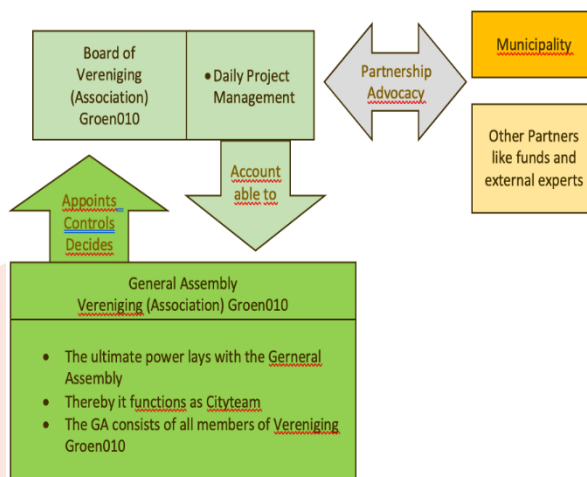 Board of
Vereniging
(Association)
Groen010
• Daily Project
Management
Partnership
Advocacy
Municipality
Other Partners
like funds and
external experts
Appoints
Controls
Decides
Account
able to
General Assembly
Vereniging (Association) Groen010
• The ultimate power lays with the Gerneral
Assembly
• Thereby it functions as Cityteam
• The GA consists of all members of Vereniging
Groen010